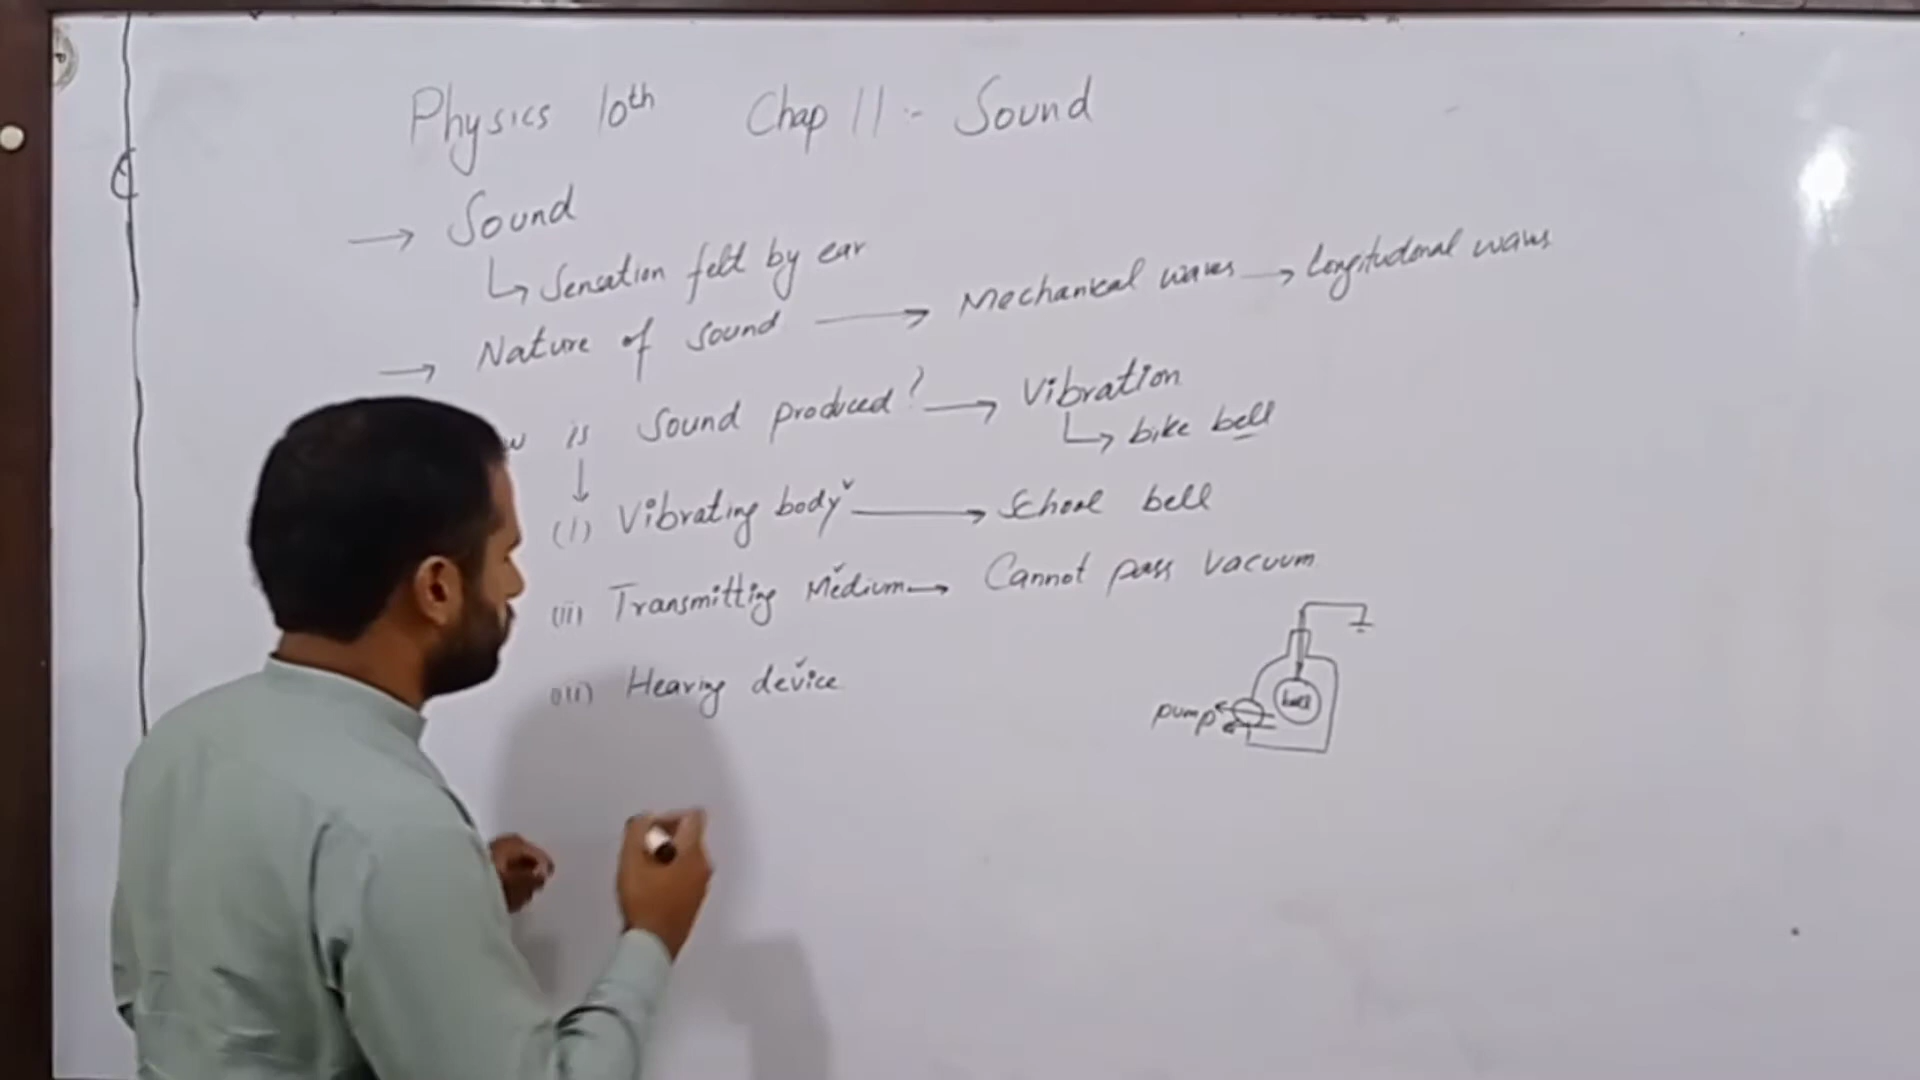 Physics 10th Chap 11:- Sound
→ Sound
↳ Sensation felt by ear
→ Nature of sound → Mechanical waves → Longitudonal waves
is Sound produced? → Vibration
↳ bike bell
(i) Vibrating body → School bell
(ii) Transmitting Medium → Cannot pass vacuum
(iii) Hearing device
bell
pump